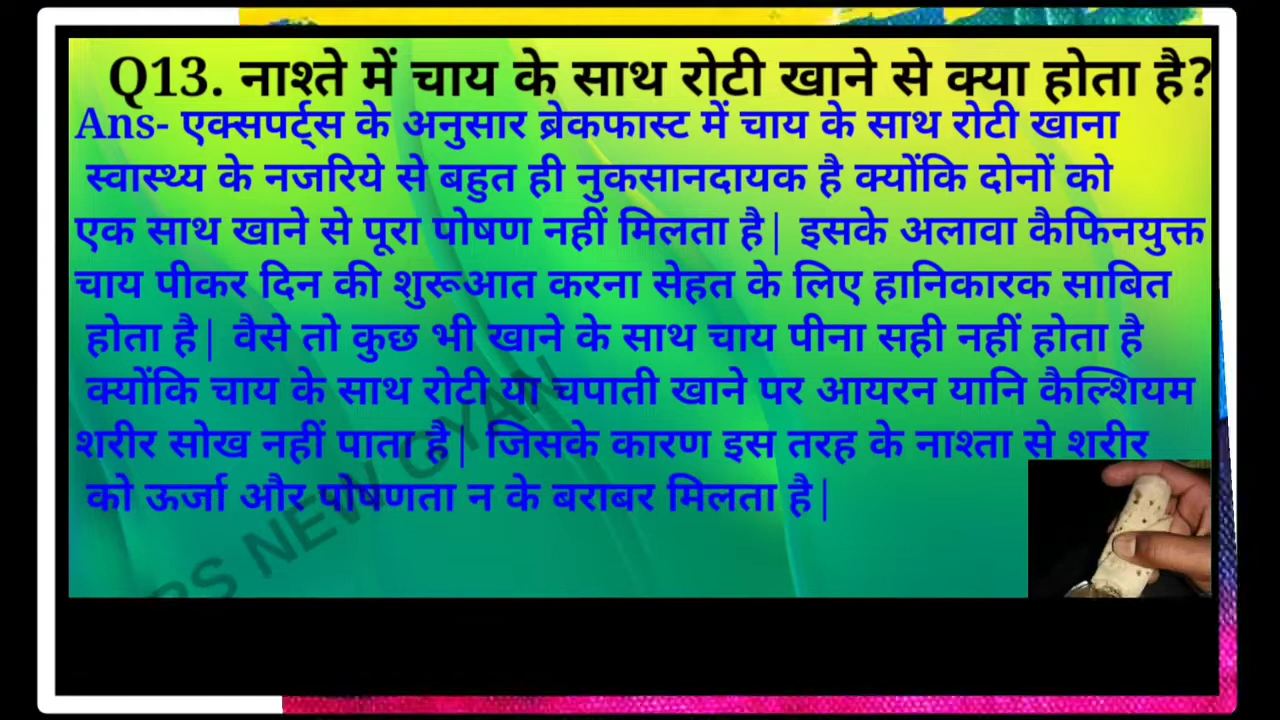 Q13. नाश्ते में चाय के साथ रोटी खाने से क्या होता है?
Ans- एक्सपर्ट्स के अनुसार ब्रेकफास्ट में चाय के साथ रोटी खाना
स्वास्थ्य के नजरिये से बहुत ही नुकसानदायक है क्योंकि दोनों को
एक साथ खाने से पूरा पोषण नहीं मिलता है| इसके अलावा कैफिनयुक्त
चाय पीकर दिन की शुरूआत करना सेहत के लिए हानिकारक साबित
होता है| वैसे तो कुछ भी खाने के साथ चाय पीना सही नहीं होता है
क्योंकि चाय के साथ रोटी या चपाती खाने पर आयरन यानि कैल्शियम
शरीर सोख नहीं पाता है| जिसके कारण इस तरह के नाश्ता से शरीर
को ऊर्जा और पोषणता न के बराबर मिलता है|
NEW GYAN